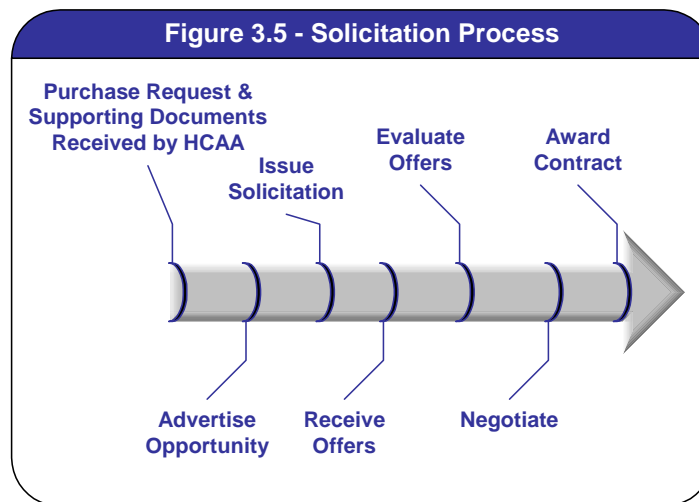 Figure 3.5 - Solicitation Process
Purchase Request &
Supporting Documents
Received by HCAA
Issue
Solicitation
Evaluate
Offers
Award
Contract
Advertise
Opportunity
Receive
Offers
Negotiate